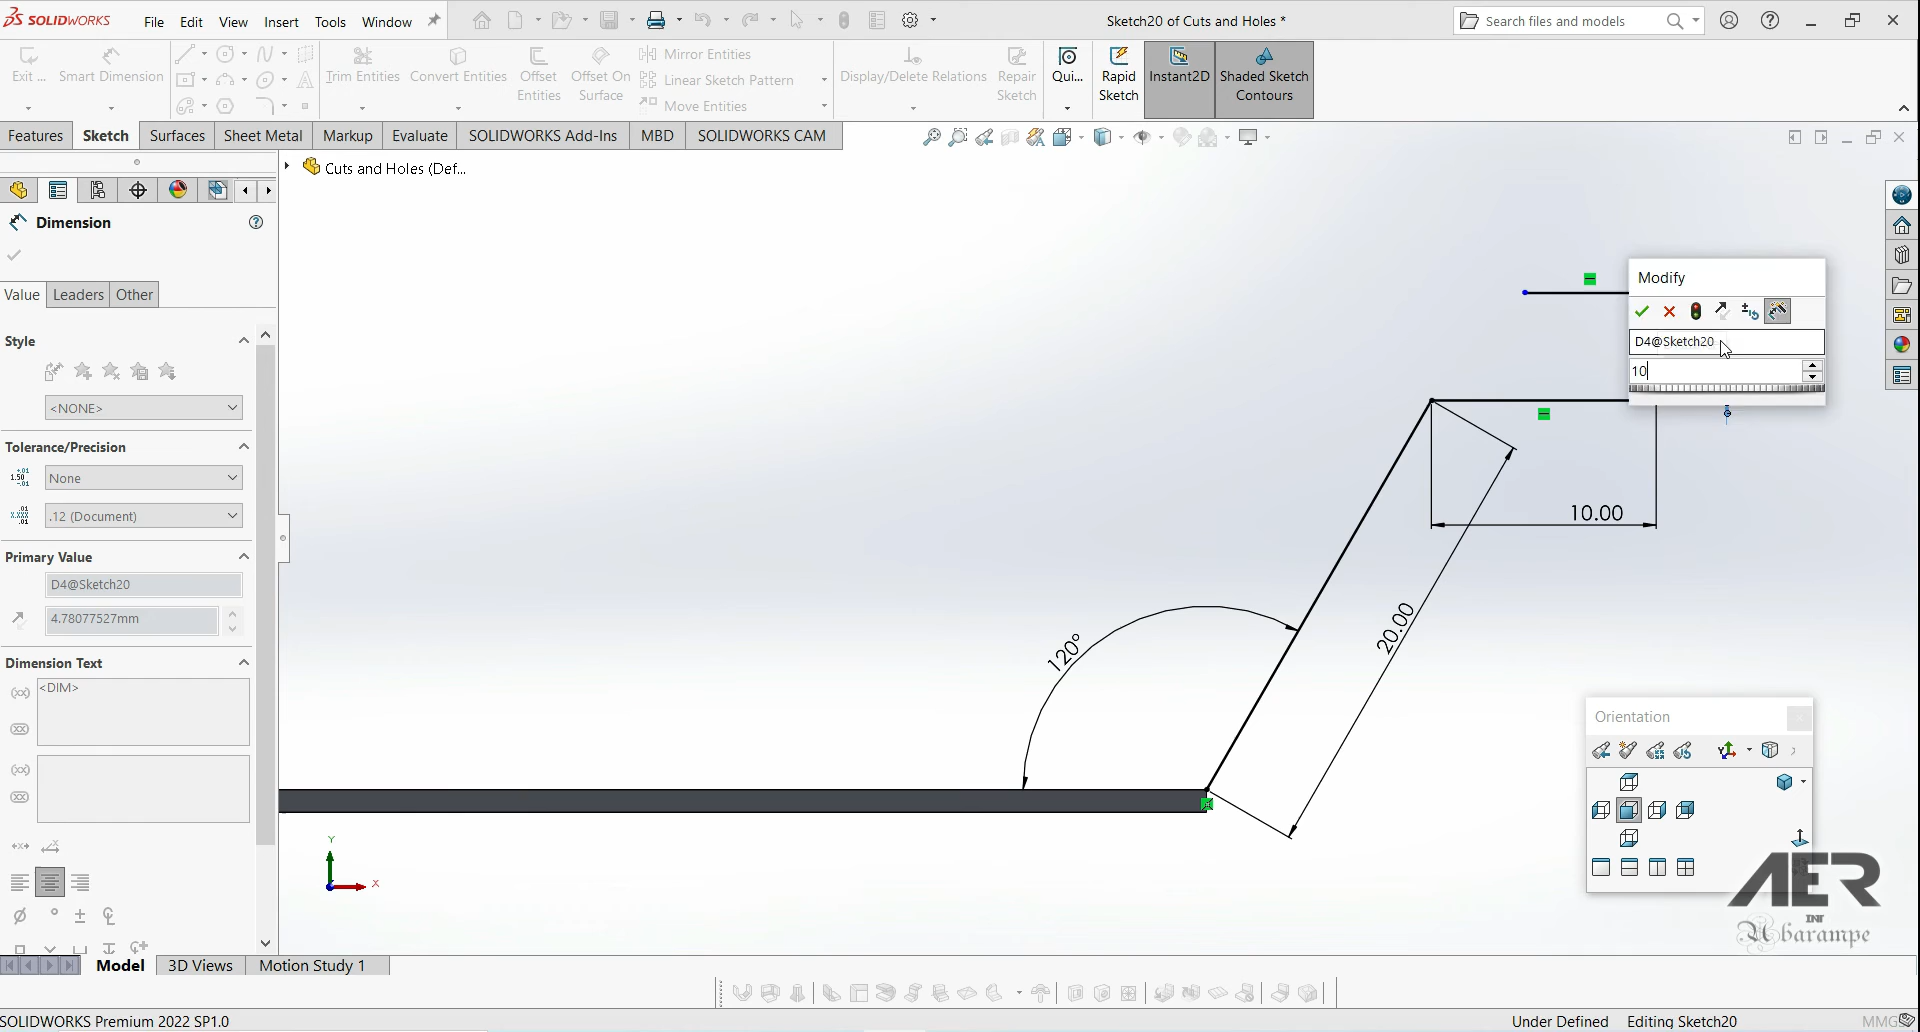 SOLIDWORKS File Edit View Insert Tools Window Sketch20 of Cuts and Holes * Search files and models
Exit ... Smart Dimension Trim Entities Convert Entities Offset Entities Offset On Surface Mirror Entities Linear Sketch Pattern Move Entities Display/Delete Relations Repair Sketch Qui... Rapid Sketch Instant2D Shaded Sketch Contours
Features Sketch Surfaces Sheet Metal Markup Evaluate SOLIDWORKS Add-Ins MBD SOLIDWORKS CAM
Cuts and Holes (Def...
Dimension
Value Leaders Other
Style
<NONE>
Tolerance/Precision
None
.12 (Document)
Primary Value
D4@Sketch20
4.78077527mm
Dimension Text
<DIM>
Modify
D4@Sketch20
10
10.00
20.00
120°
Orientation
Y
X
AER
INT
Abarampe
Model 3D Views Motion Study 1
SOLIDWORKS Premium 2022 SP1.0 Under Defined Editing Sketch20 MMGS